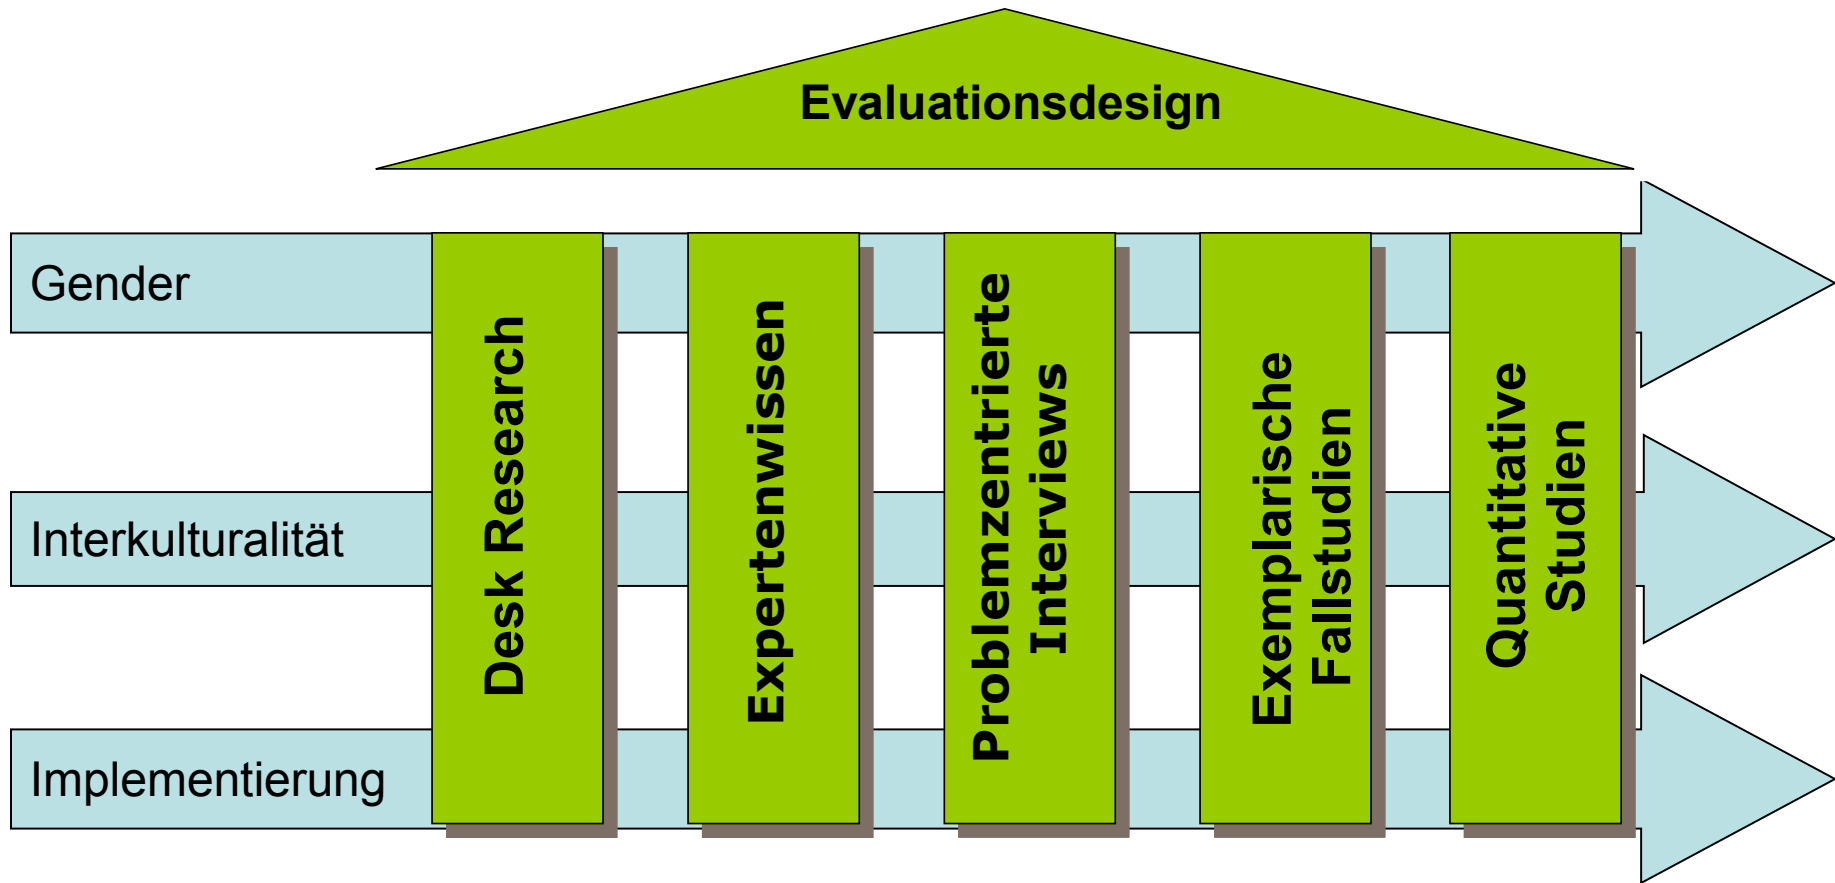 Evaluationsdesign
Gender
Interkulturalität
Implementierung
Desk Research
Expertenwissen
Problemzentrierte
Interviews
Exemplarische
Fallstudien
Quantitative
Studien